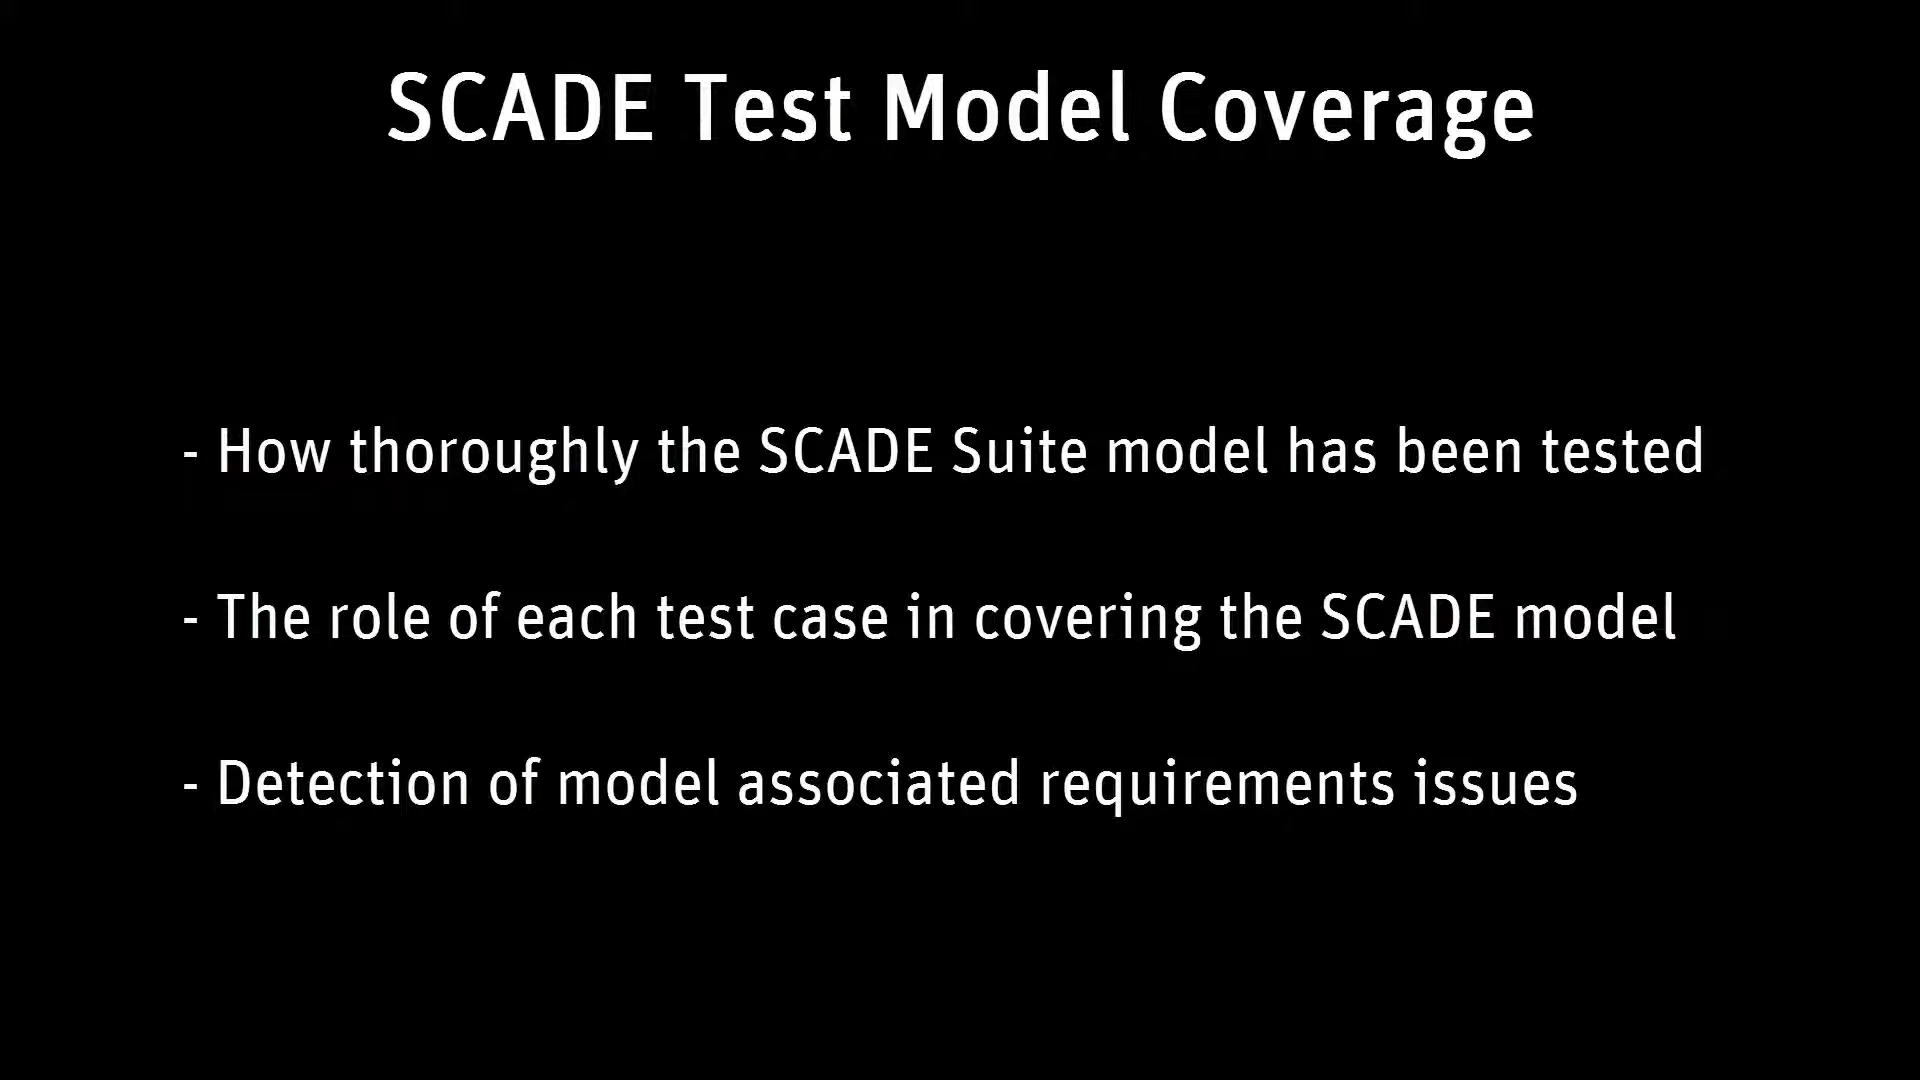 SCADE Test Model Coverage
- How thoroughly the SCADE Suite model has been tested
- The role of each test case in covering the SCADE model
- Detection of model associated requirements issues